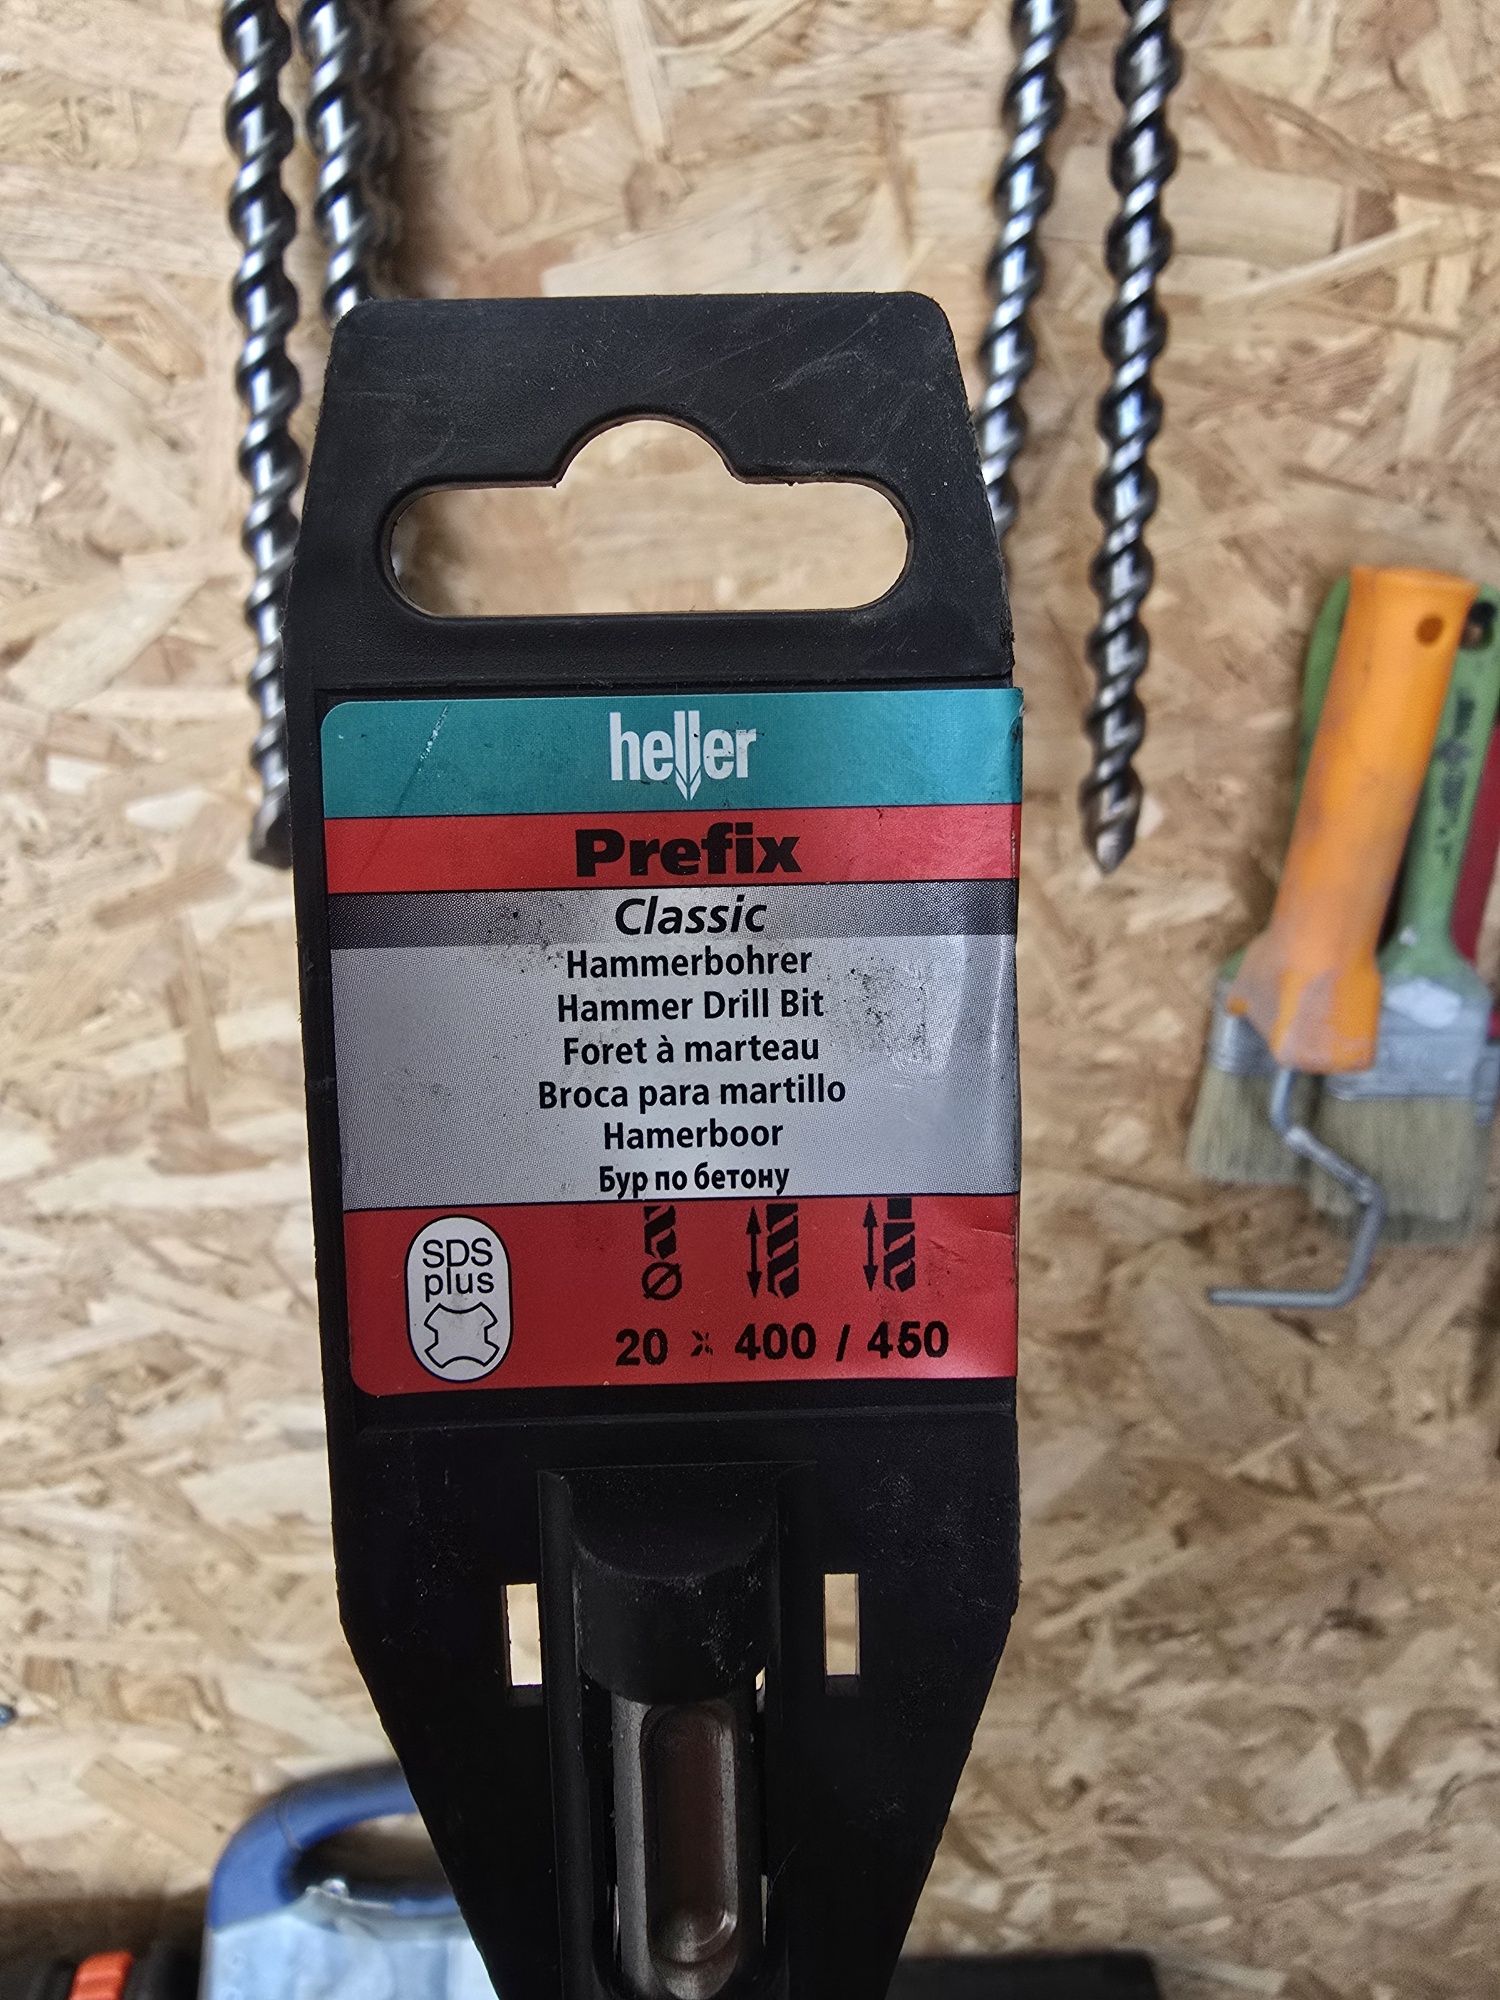 heller
Prefix
Classic
Hammerbohrer
Hammer Drill Bit
Foret à marteau
Broca para martillo
Hamerboor
Бур по бетону
SDS
plus
20 x 400 / 450